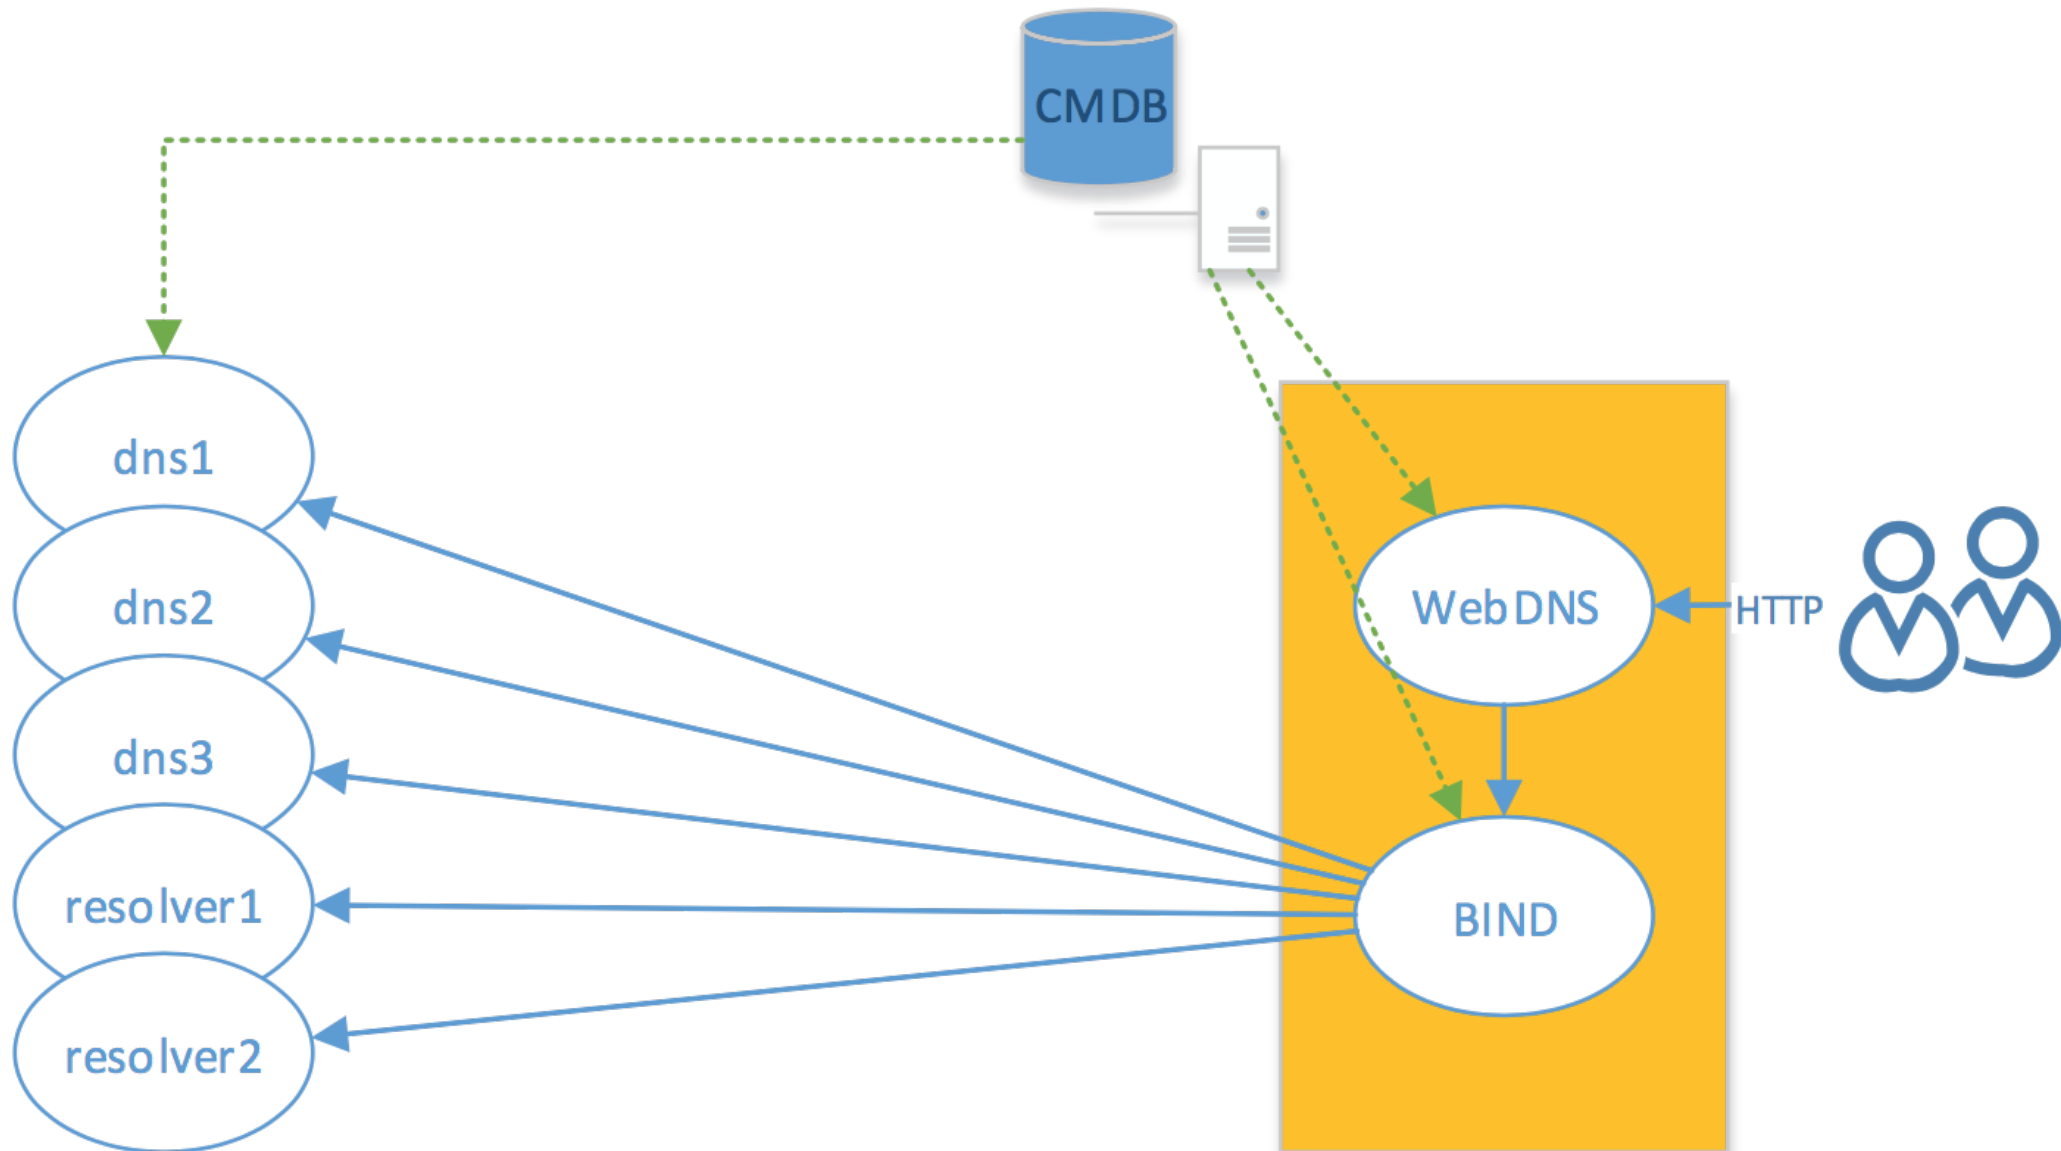 CMDB
dns1
dns2
dns3
resolver1
resolver2
WebDNS
HTTP
BIND